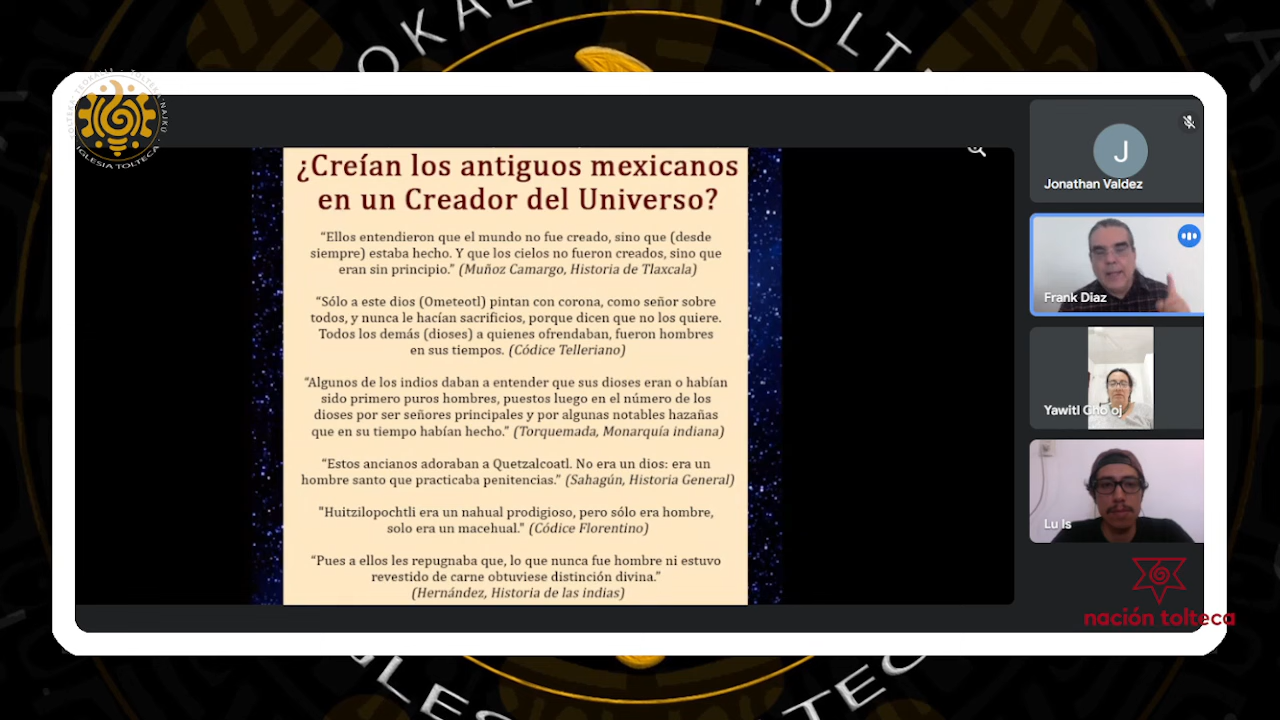 OKAL TOLT
TOLTEKA
IGLESIA TOLTECA
¿Creían los antiguos mexicanos
en un Creador del Universo?
“Ellos entendieron que el mundo no fue creado, sino que (desde
siempre) estaba hecho. Y que los cielos no fueron creados, sino que
eran sin principio.” (Muñoz Camargo, Historia de Tlaxcala)
“Sólo a este dios (Ometeotl) pintan con corona, como señor sobre
todos, y nunca le hacían sacrificios, porque dicen que no los quiere.
Todos los demás (dioses) a quienes ofrendaban, fueron hombres
en sus tiempos. (Códice Telleriano)
“Algunos de los indios daban a entender que sus dioses eran o habían
sido primero puros hombres, puestos luego en el número de los
dioses por ser señores principales y por algunas notables hazañas
que en su tiempo habían hecho.” (Torquemada, Monarquía indiana)
“Estos ancianos adoraban a Quetzalcoatl. No era un dios: era un
hombre santo que practicaba penitencias.” (Sahagún, Historia General)
"Huitzilopochtli era un nahual prodigioso, pero sólo era hombre,
solo era un macehual.” (Códice Florentino)
“Pues a ellos les repugnaba que, lo que nunca fue hombre ni estuvo
revestido de carne obtuviese distinción divina.”
(Hernández, Historia de las indias)
J
Jonathan Valdez
Frank Diaz
Yawitl Cho oj
Lu Is
nación tolteca